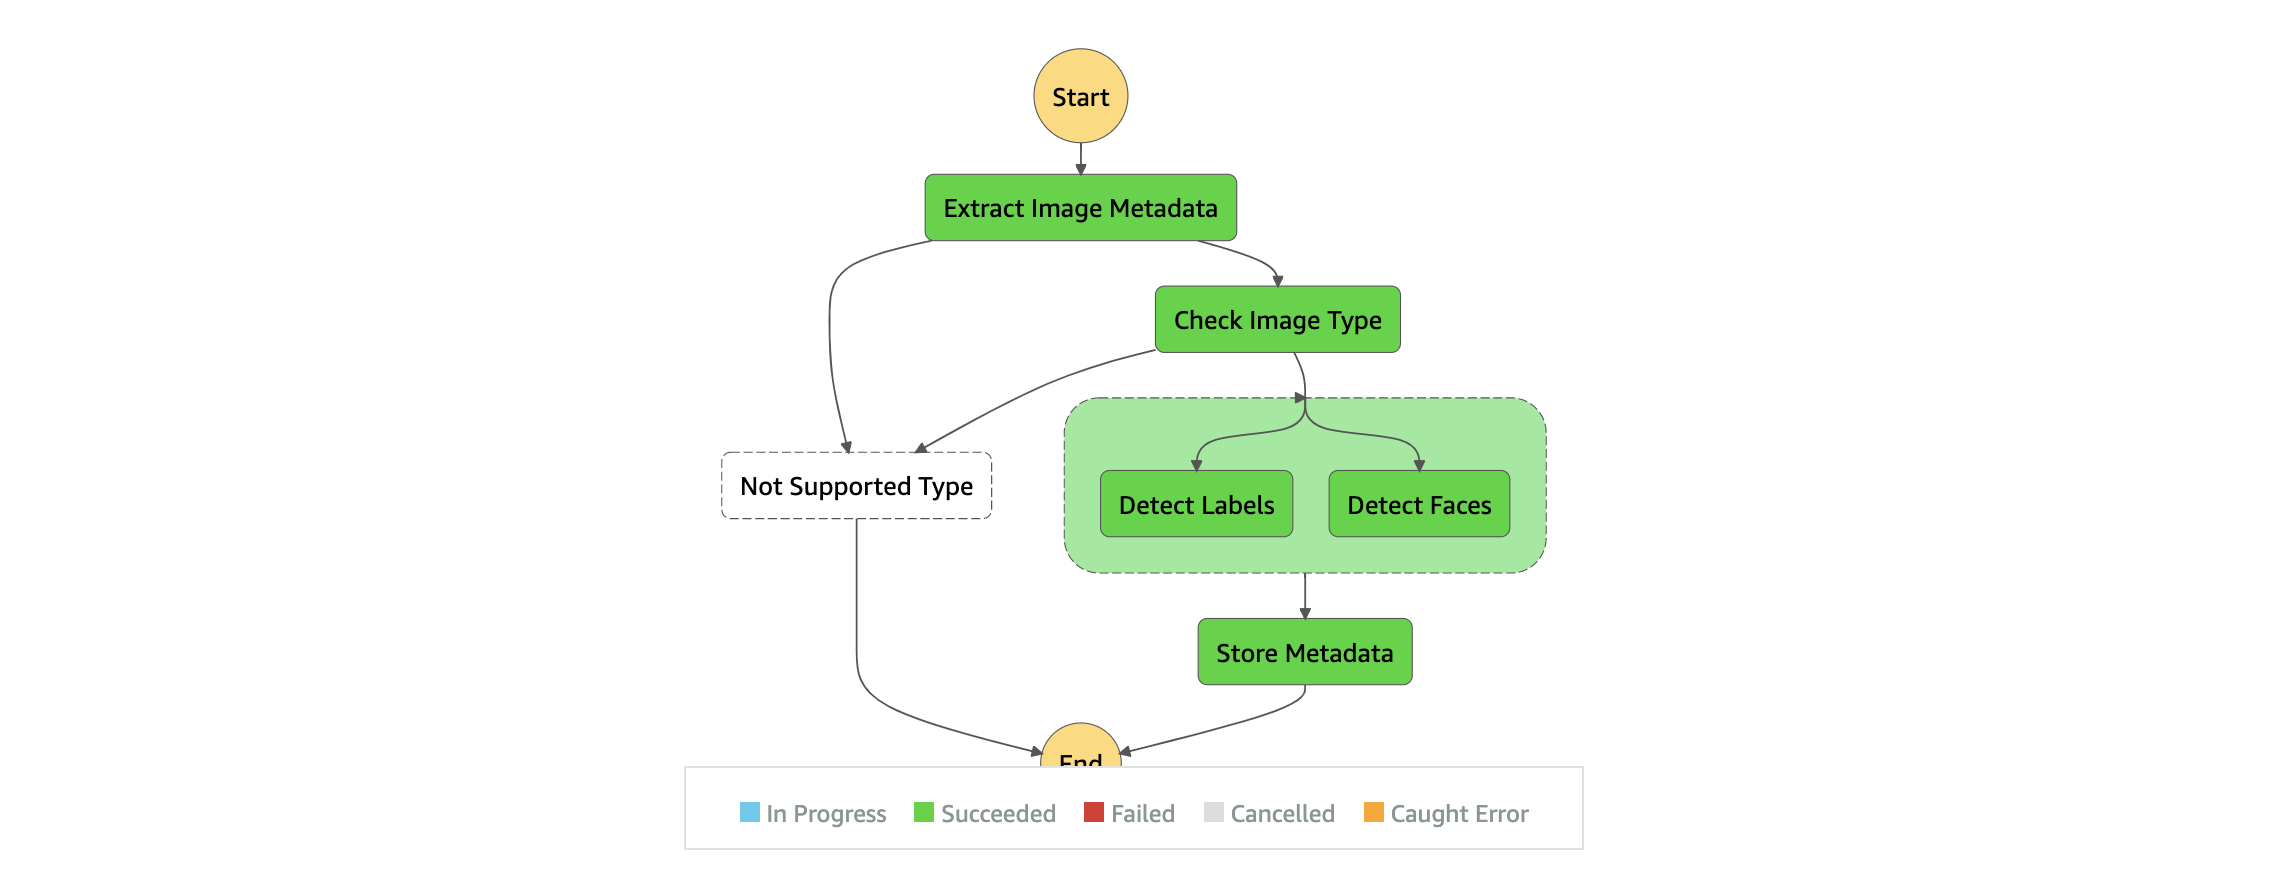 Start
Extract Image Metadata
Check Image Type
Not Supported Type
Detect Labels
Detect Faces
Store Metadata
End
In Progress
Succeeded
Failed
Cancelled
Caught Error